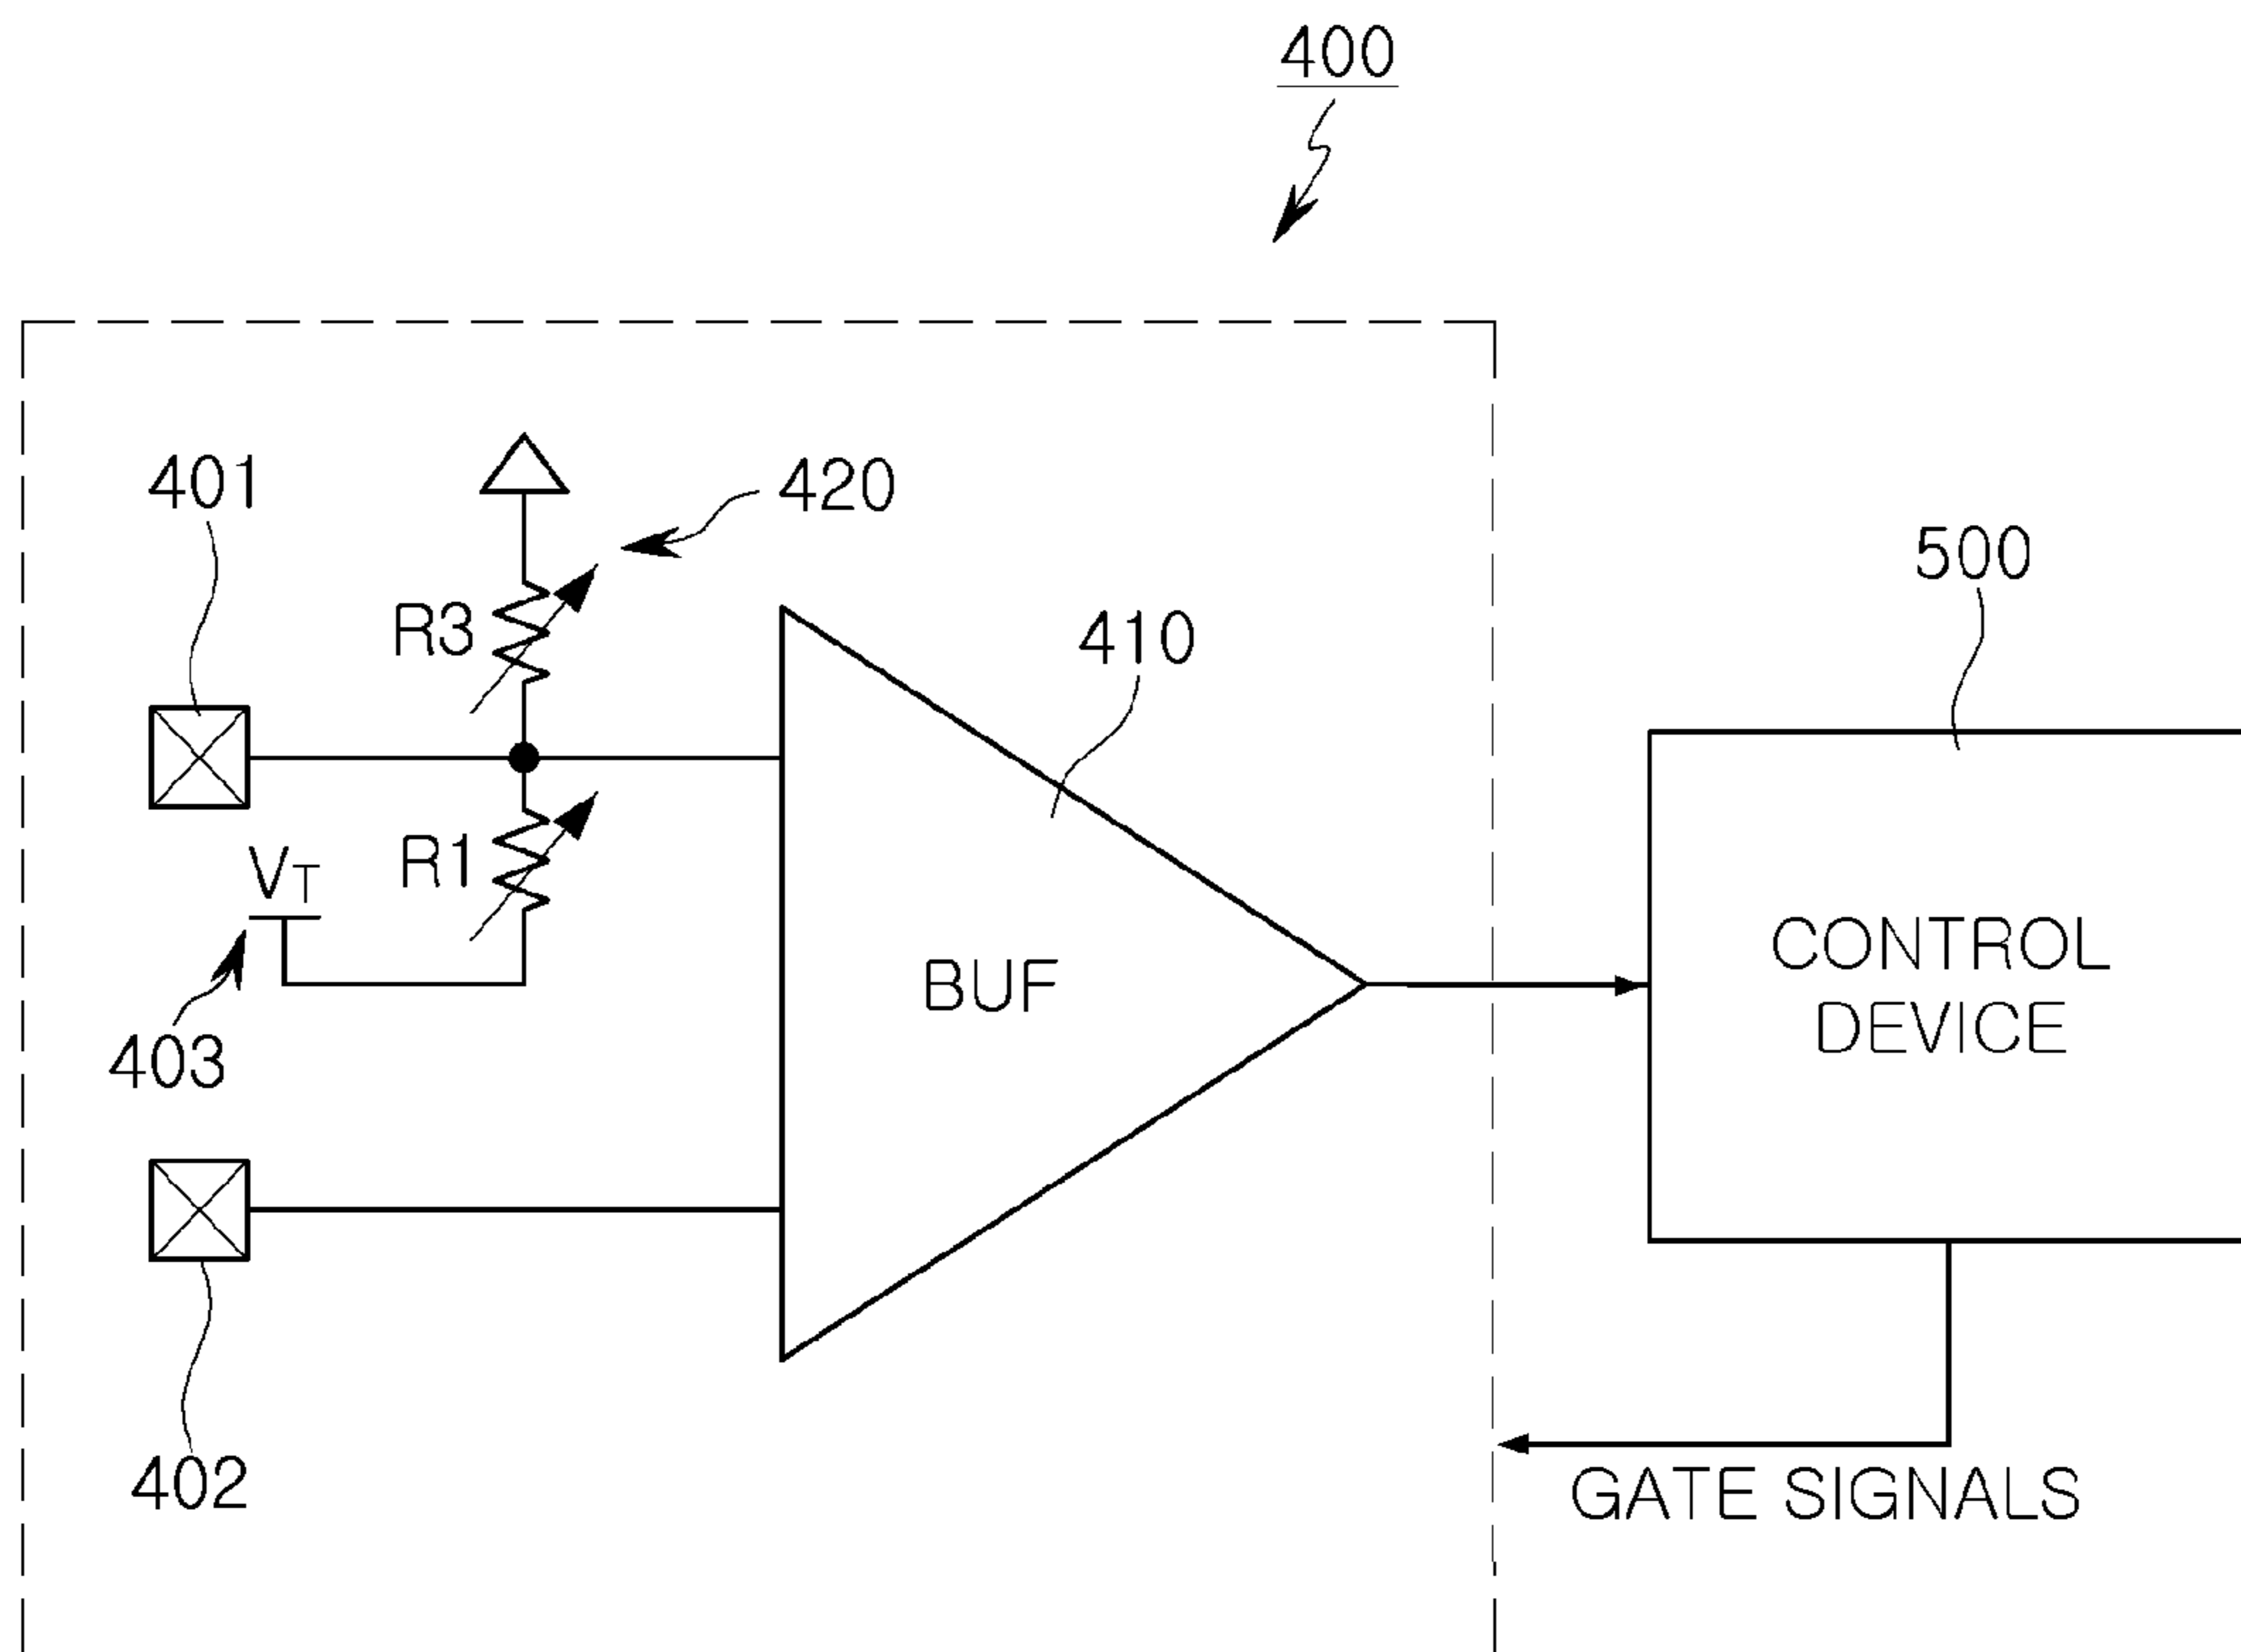 400
401
420
500
R3
410
VT
R1
BUF
CONTROL
DEVICE
403
402
GATE SIGNALS